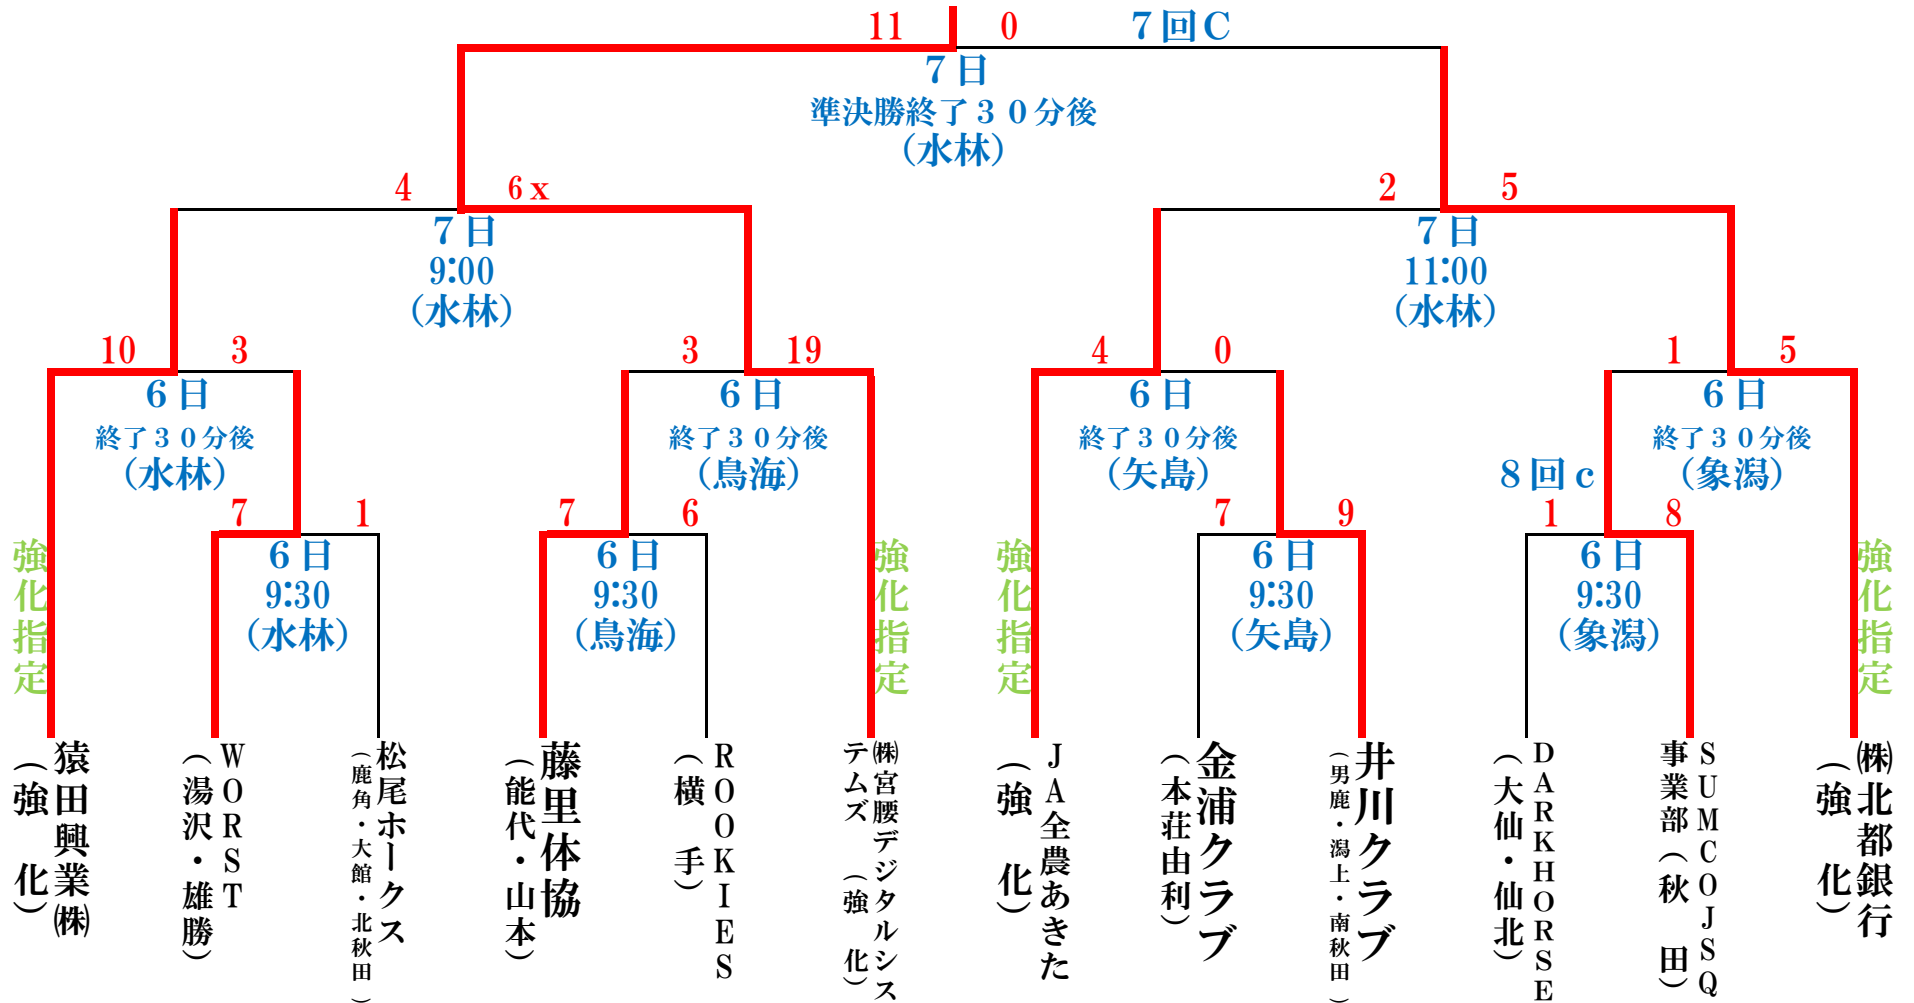 11 0 ７回Ｃ
７日
準決勝終了３０分後
（水林）
4 6x
７日
9:00
（水林）
2 5
７日
11:00
（水林）
10 3
６日
終了３０分後
（水林）
3 19
６日
終了３０分後
（鳥海）
4 0
６日
終了３０分後
（矢島）
1 5
６日
終了３０分後
（象潟）
7 1
６日
9:30
（水林）
7 6
６日
9:30
（鳥海）
7 9
６日
9:30
（矢島）
８回ｃ
1 8
６日
9:30
（象潟）
強化指定
強化指定
強化指定
強化指定
猿田興業㈱
（強　化）
ＷＯＲＳＴ
（湯沢・雄勝）
松尾ホークス
（鹿角・大館・北秋田）
藤里体協
（能代・山本）
ＲＯＯＫＩＥＳ
（横　手）
㈱宮腰デジタルシス
テムズ　（強　化）
ＪＡ全農あきた
（強　化）
金浦クラブ
（本荘由利）
井川クラブ
（男鹿・潟上・南秋田）
ＤＡＲＫＨＯＲＳＥ
（大仙・仙北）
ＳＵＭＣＯＪＳＱ
事業部（秋　田）
㈱北都銀行
（強　化）